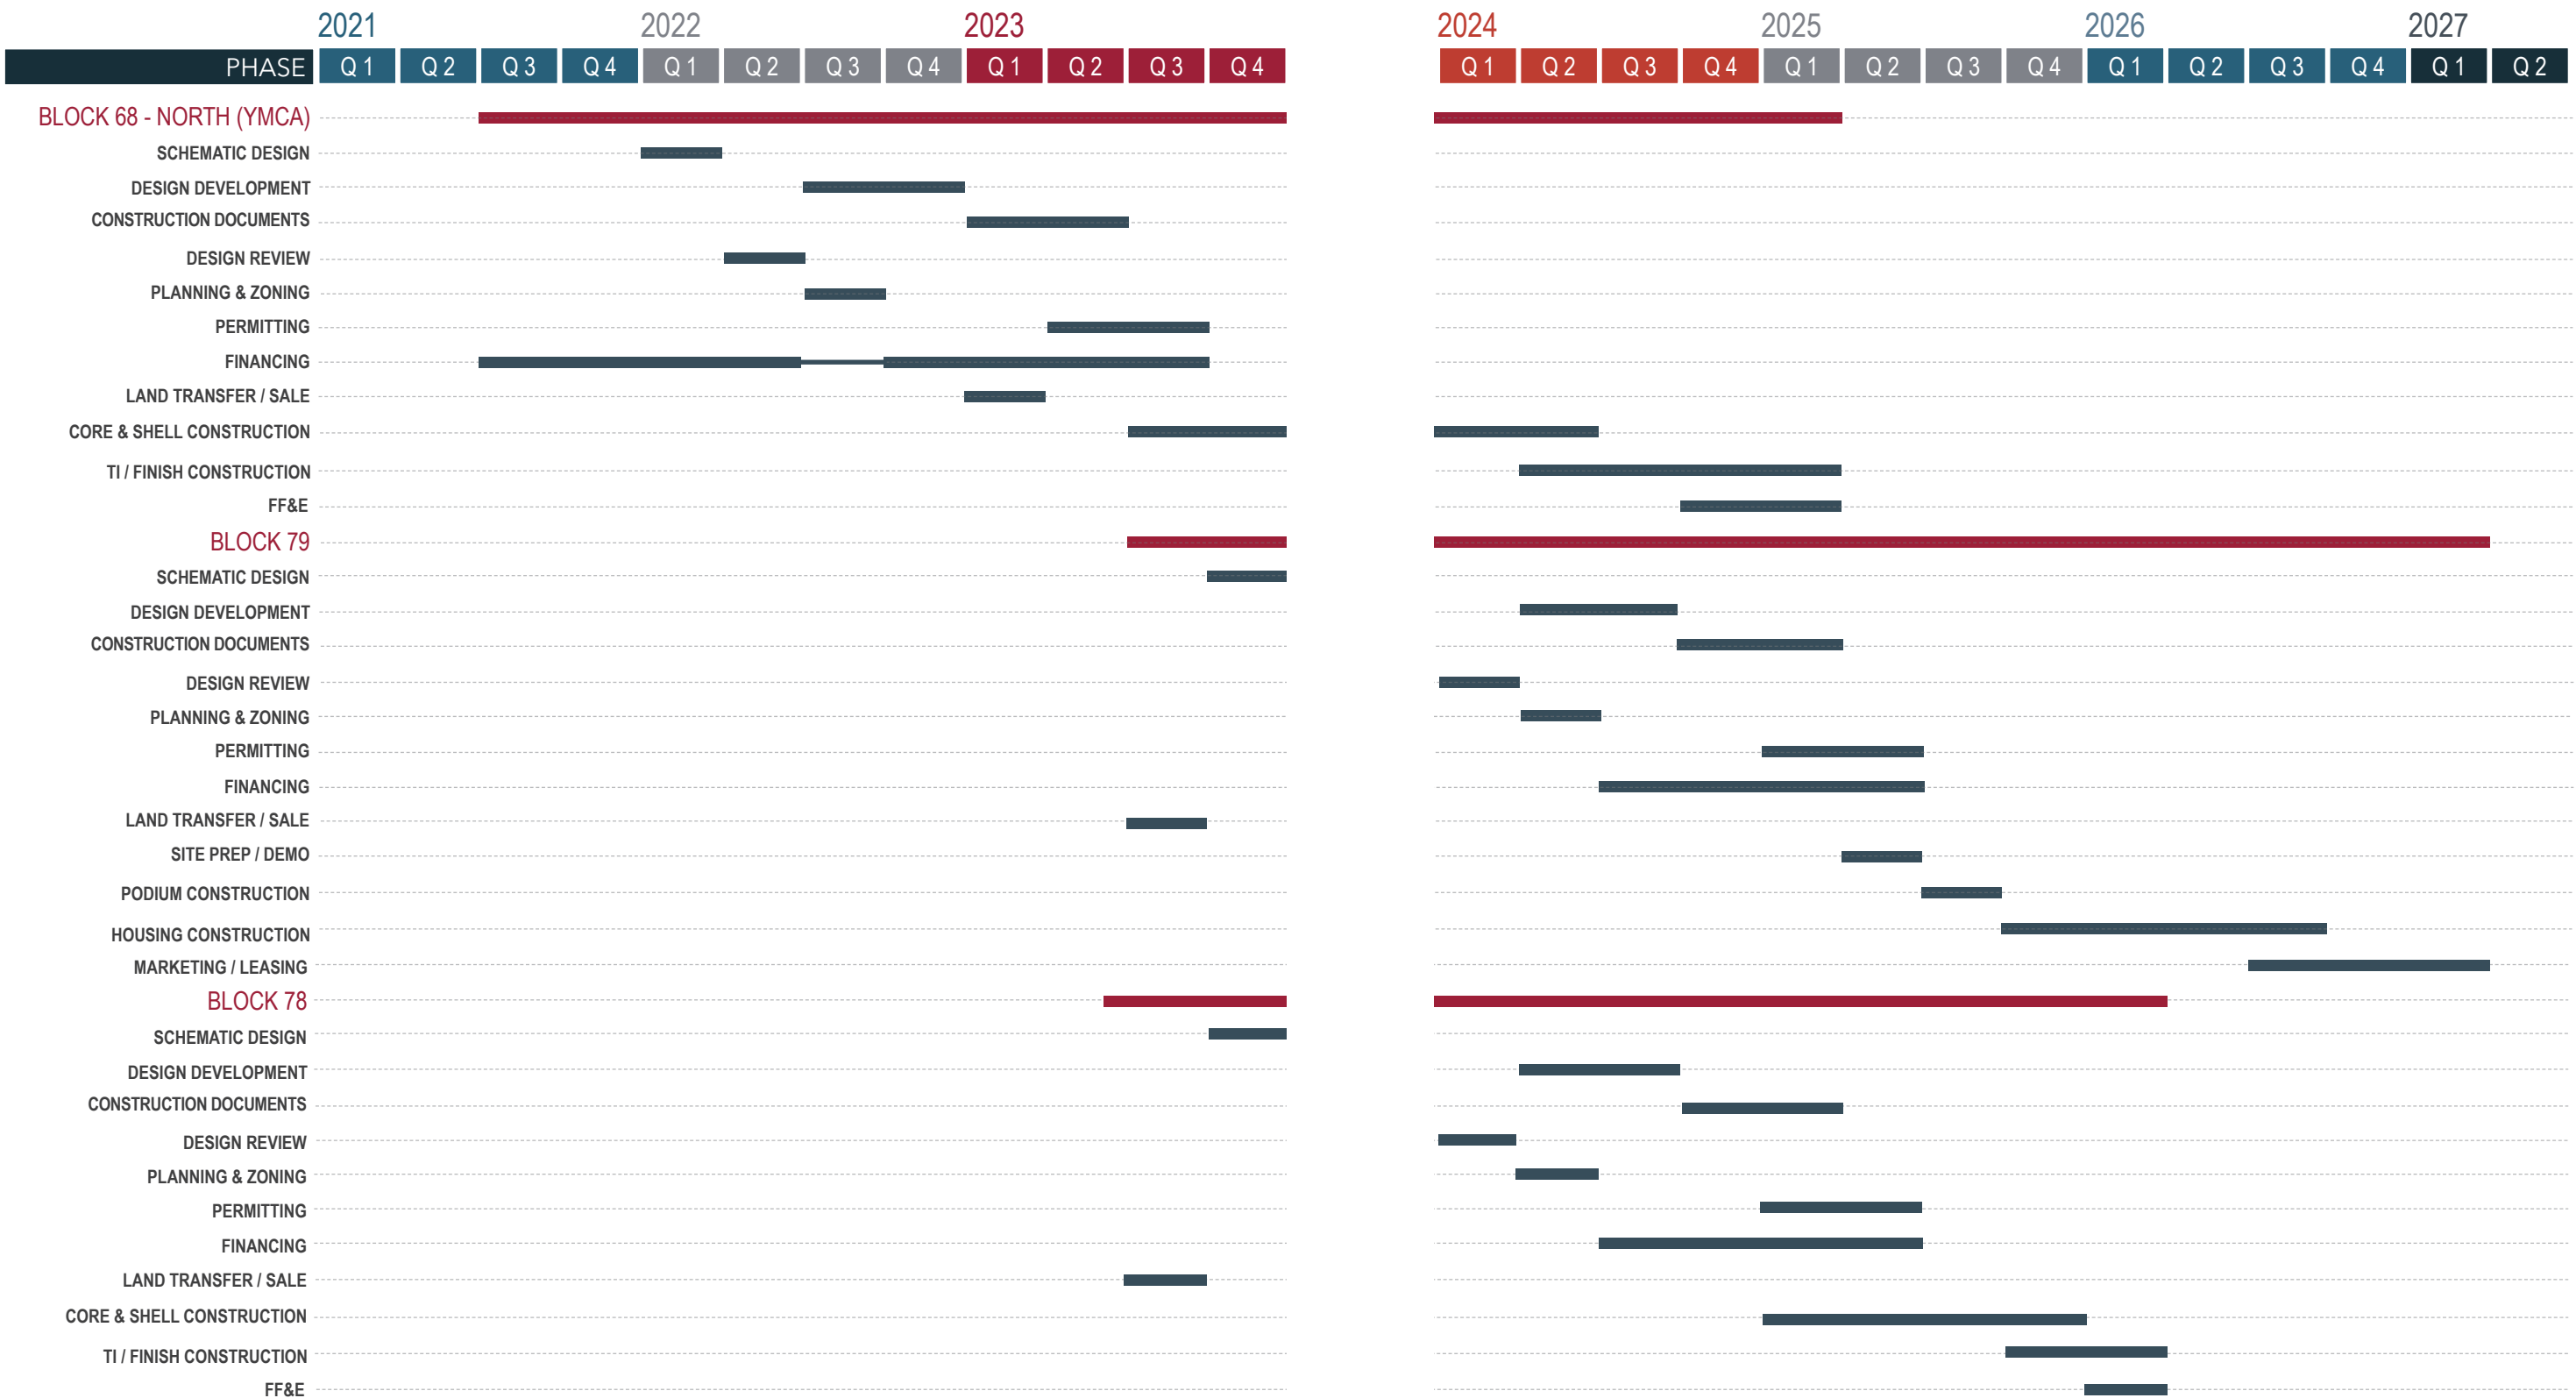 2021 2022 2023 2024 2025 2026 2027
PHASE Q 1 Q 2 Q 3 Q 4 Q 1 Q 2 Q 3 Q 4 Q 1 Q 2 Q 3 Q 4 Q 1 Q 2 Q 3 Q 4 Q 1 Q 2 Q 3 Q 4 Q 1 Q 2 Q 3 Q 4 Q 1 Q 2
BLOCK 68 - NORTH (YMCA)
SCHEMATIC DESIGN
DESIGN DEVELOPMENT
CONSTRUCTION DOCUMENTS
DESIGN REVIEW
PLANNING & ZONING
PERMITTING
FINANCING
LAND TRANSFER / SALE
CORE & SHELL CONSTRUCTION
TI / FINISH CONSTRUCTION
FF&E
BLOCK 79
SCHEMATIC DESIGN
DESIGN DEVELOPMENT
CONSTRUCTION DOCUMENTS
DESIGN REVIEW
PLANNING & ZONING
PERMITTING
FINANCING
LAND TRANSFER / SALE
SITE PREP / DEMO
PODIUM CONSTRUCTION
HOUSING CONSTRUCTION
MARKETING / LEASING
BLOCK 78
SCHEMATIC DESIGN
DESIGN DEVELOPMENT
CONSTRUCTION DOCUMENTS
DESIGN REVIEW
PLANNING & ZONING
PERMITTING
FINANCING
LAND TRANSFER / SALE
CORE & SHELL CONSTRUCTION
TI / FINISH CONSTRUCTION
FF&E